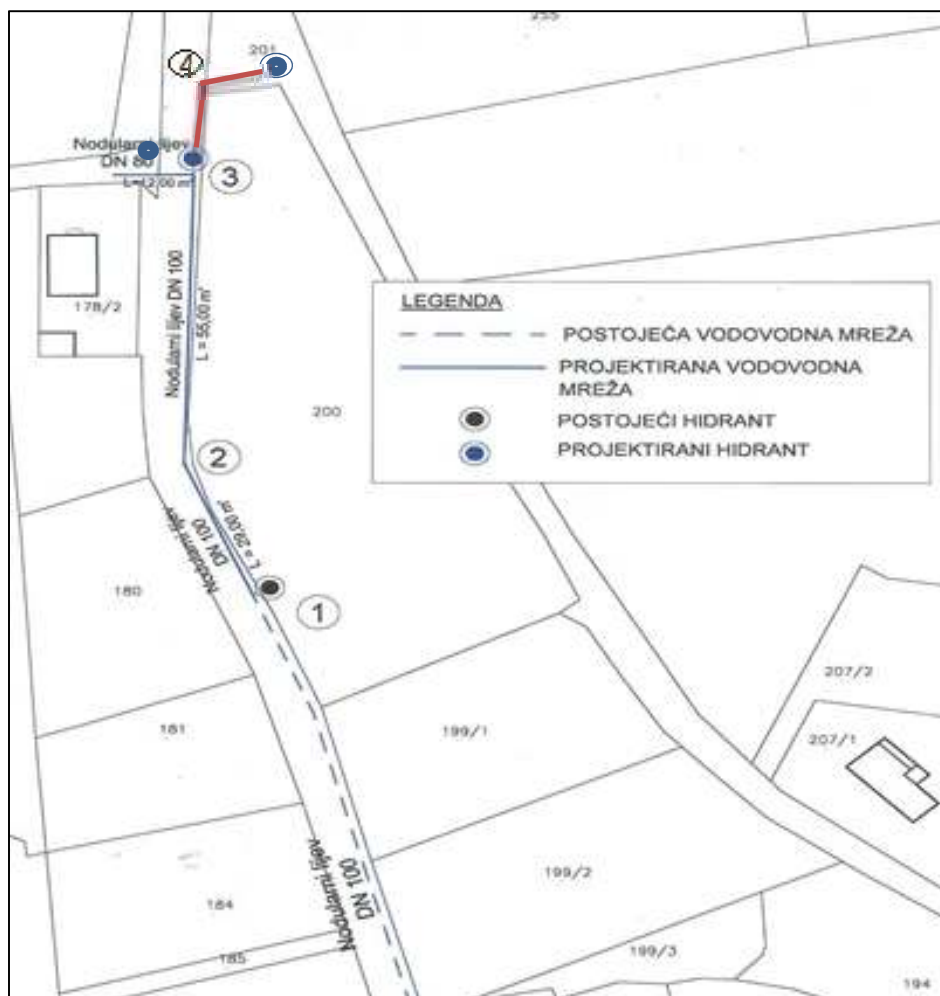 255
201
4
Nodularni lijev
DN 80
L=12,00 m'
3
178/2
Nodularni lijev DN 100
L = 55,00 m'
LEGENDA
POSTOJEĆA VODOVODNA MREŽA
PROJEKTIRANA VODOVODNA
MREŽA
POSTOJEĆI HIDRANT
PROJEKTIRANI HIDRANT
200
2
L = 29,00 m'
DN 100
Nodularni lijev
180
1
207/2
181
199/1
207/1
Nodularni lijev
DN 100
199/2
184
185
199/3
194